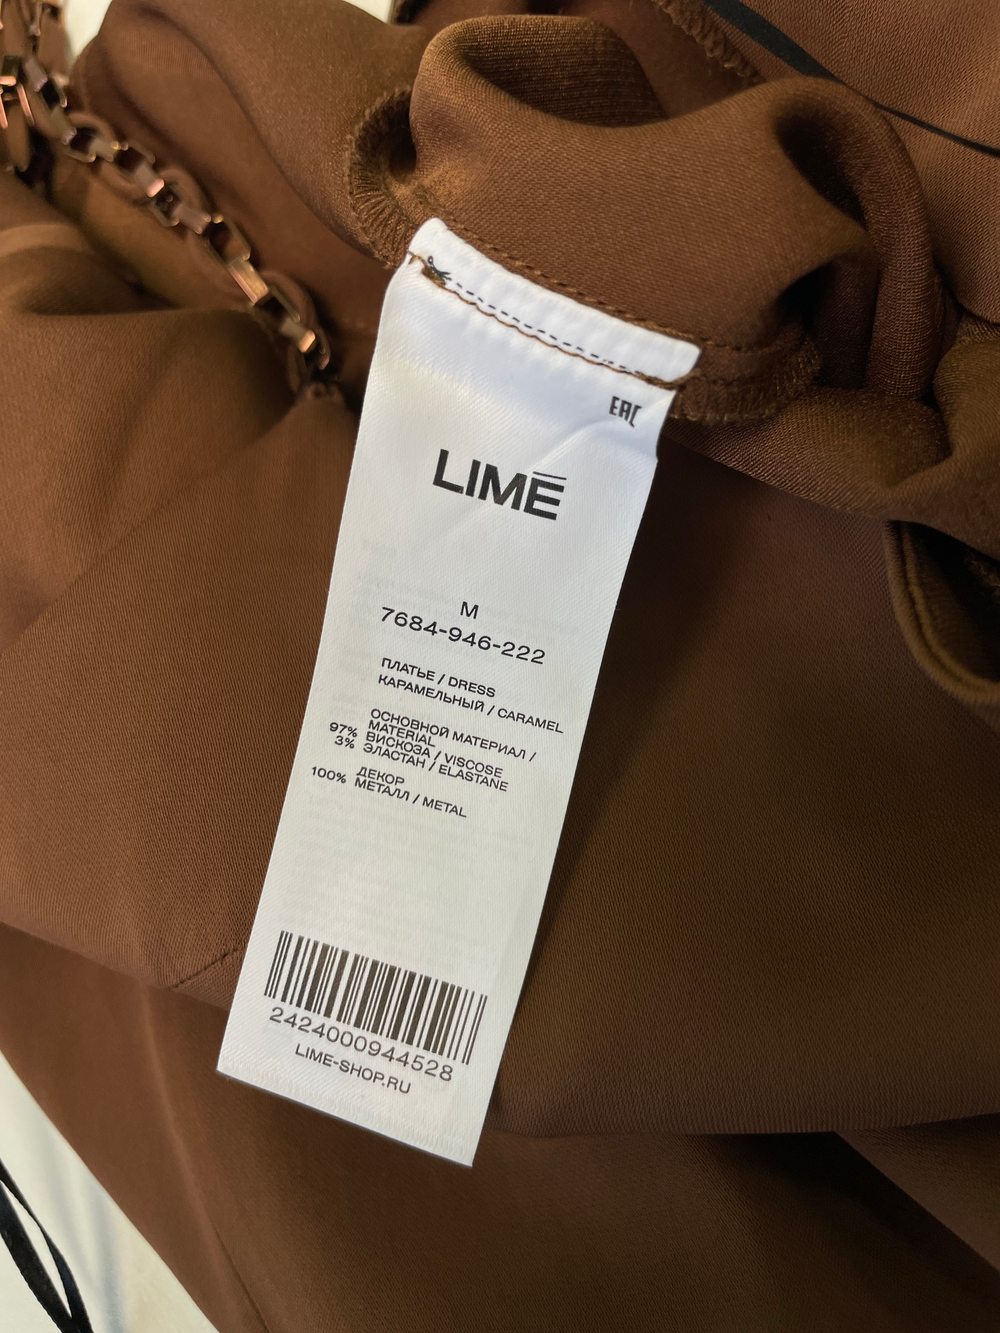 EAC
LIMĒ
M
7684-946-222
ПЛАТЬЕ / DRESS
КАРАМЕЛЬНЫЙ / CARAMEL
ОСНОВНОЙ МАТЕРИАЛ /
MATERIAL
97% ВИСКОЗА / VISCOSE
3% ЭЛАСТАН / ELASTANE
ДЕКОР
100% МЕТАЛЛ / METAL
2424000944528
LIME-SHOP.RU